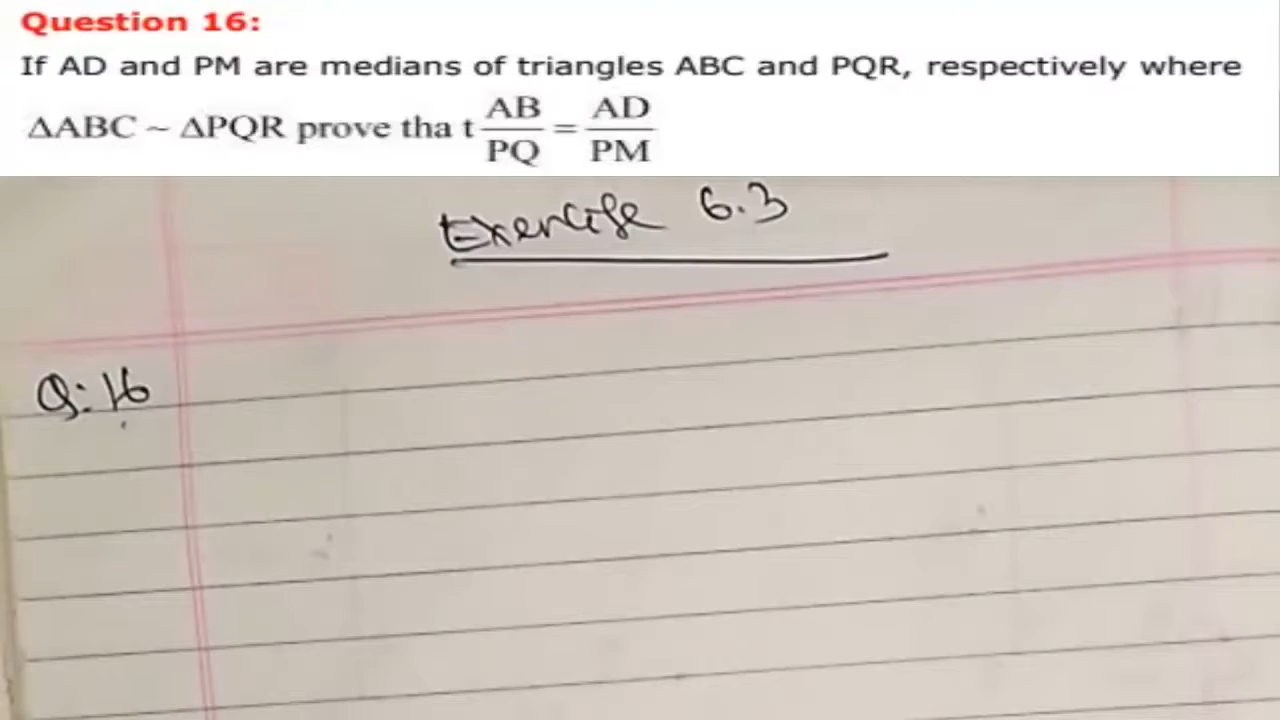 Question 16:
If AD and PM are medians of triangles ABC and PQR, respectively where
ΔABC ~ ΔPQR prove tha t AB/PQ = AD/PM
Exercise 6.3
Q:16